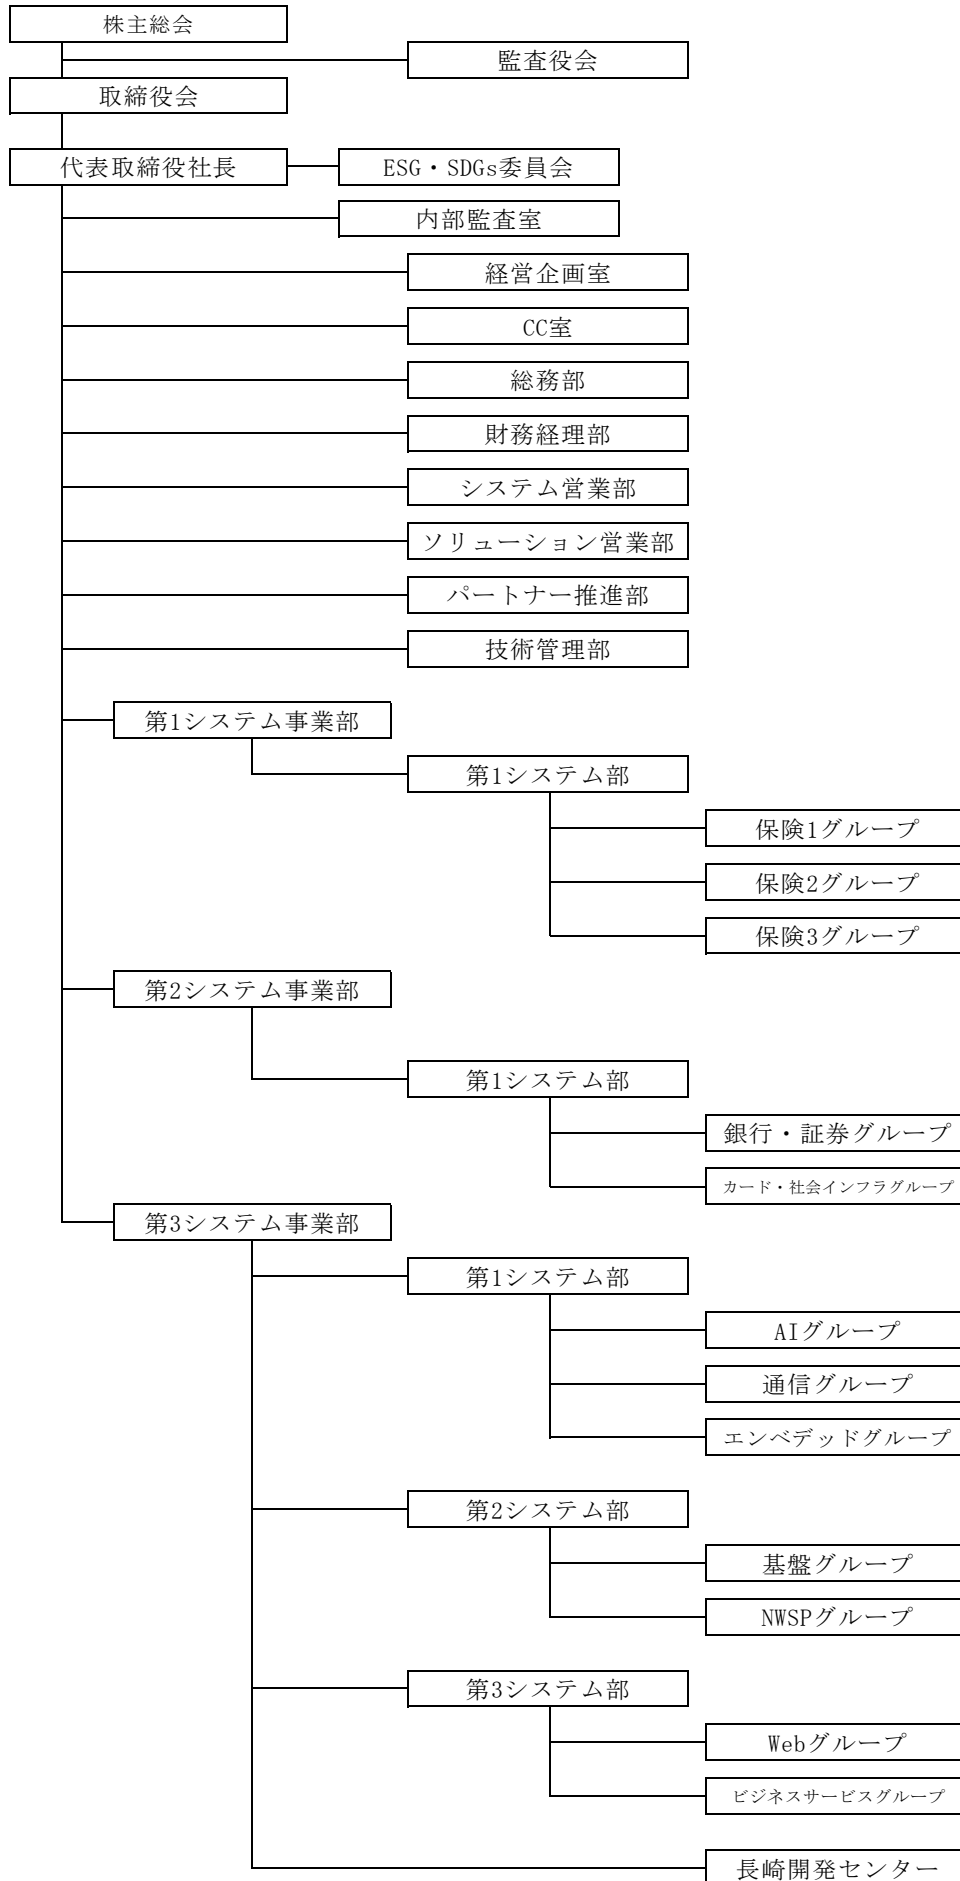 株主総会
監査役会
取締役会
代表取締役社長
ESG・SDGs委員会
内部監査室
経営企画室
CC室
総務部
財務経理部
システム営業部
ソリューション営業部
パートナー推進部
技術管理部
第1システム事業部
第1システム部
保険1グループ
保険2グループ
保険3グループ
第2システム事業部
第1システム部
銀行・証券グループ
カード・社会インフラグループ
第3システム事業部
第1システム部
AIグループ
通信グループ
エンベデッドグループ
第2システム部
基盤グループ
NWSPグループ
第3システム部
Webグループ
ビジネスサービスグループ
長崎開発センター